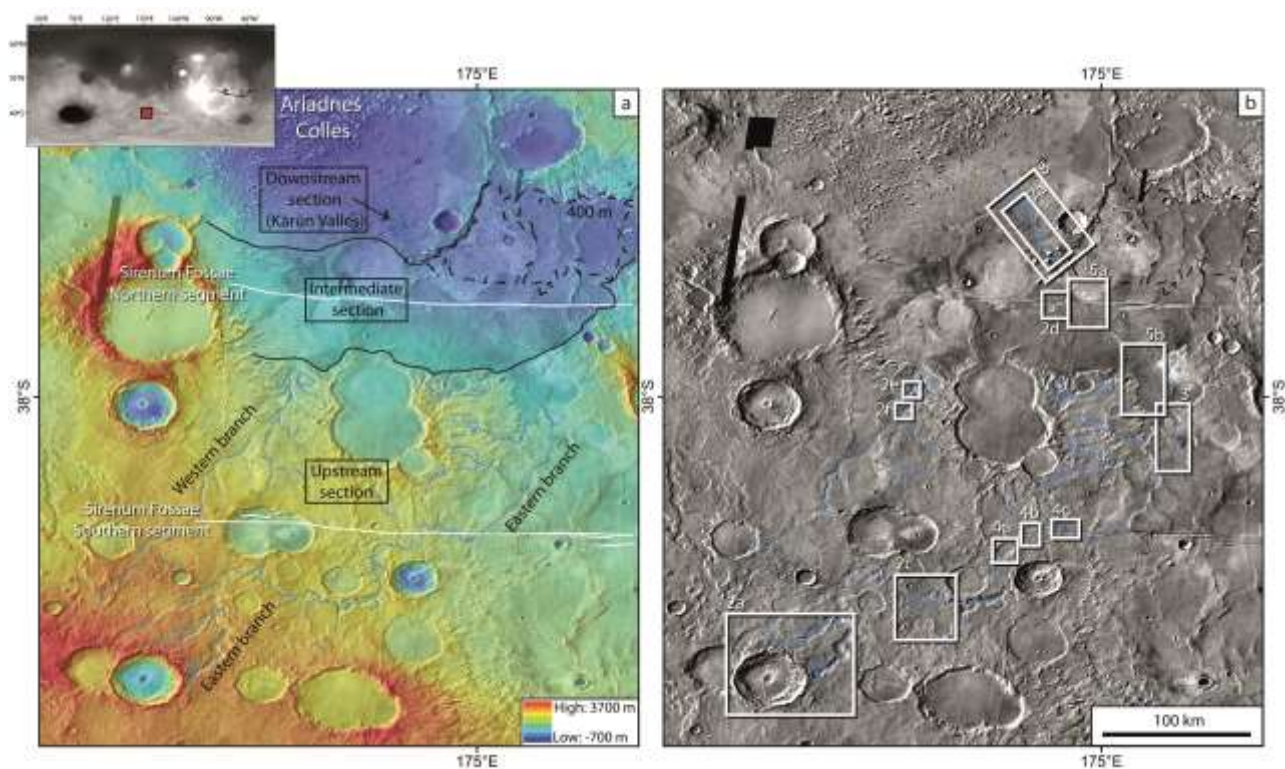 175°E
175°E
a
b
Ariadnes
Colles
Downstream
section
(Karun Valles)
400 m
Sirenum Fossae
Northern segment
Intermediate
section
5a
2d
5b
38°S
38°S
Western branch
Upstream
section
Eastern branch
Sirenum Fossae
Southern segment
4b
4c
Eastern branch
2a
High: 3700 m
Low: -700 m
100 km
175°E
175°E